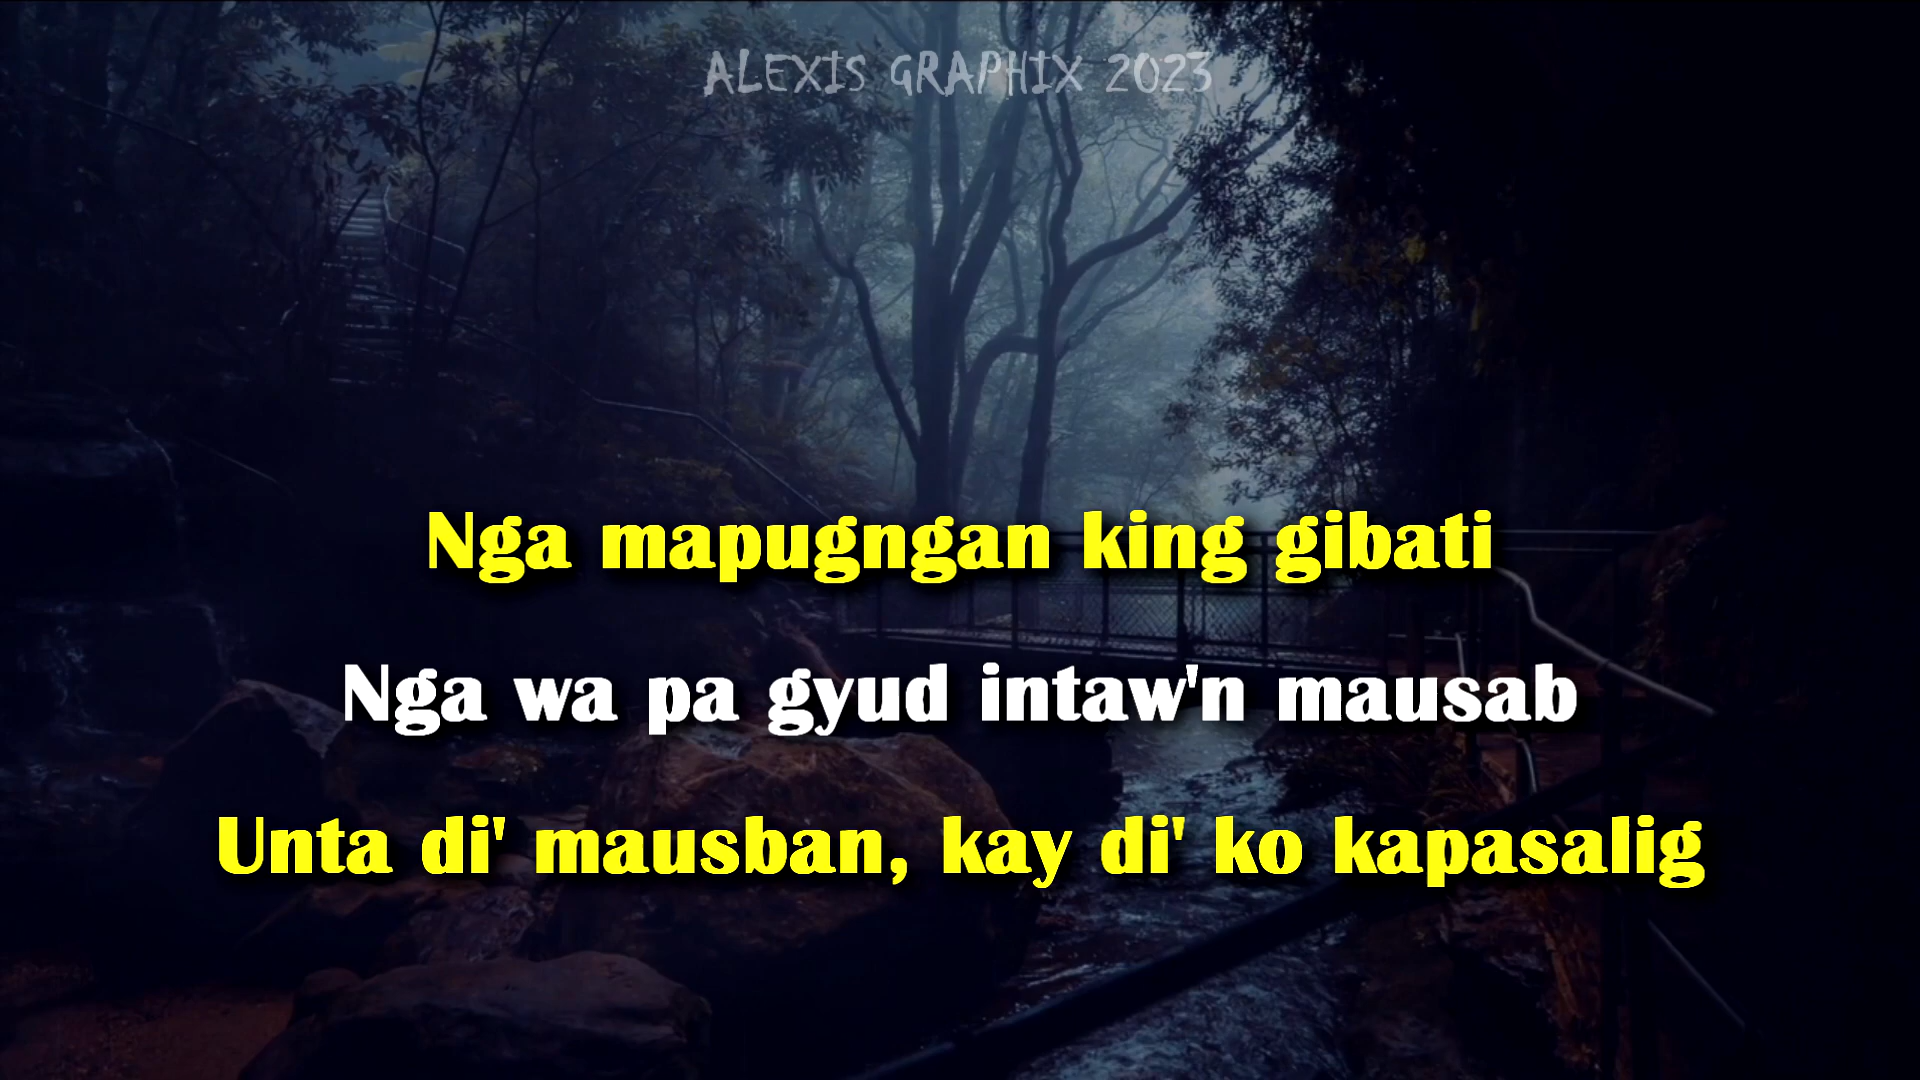 ALEXIS GRAPHIX 2023
Nga mapugngan king gibati
Nga wa pa gyud intaw'n mausab
Unta di' mausban, kay di' ko kapasalig